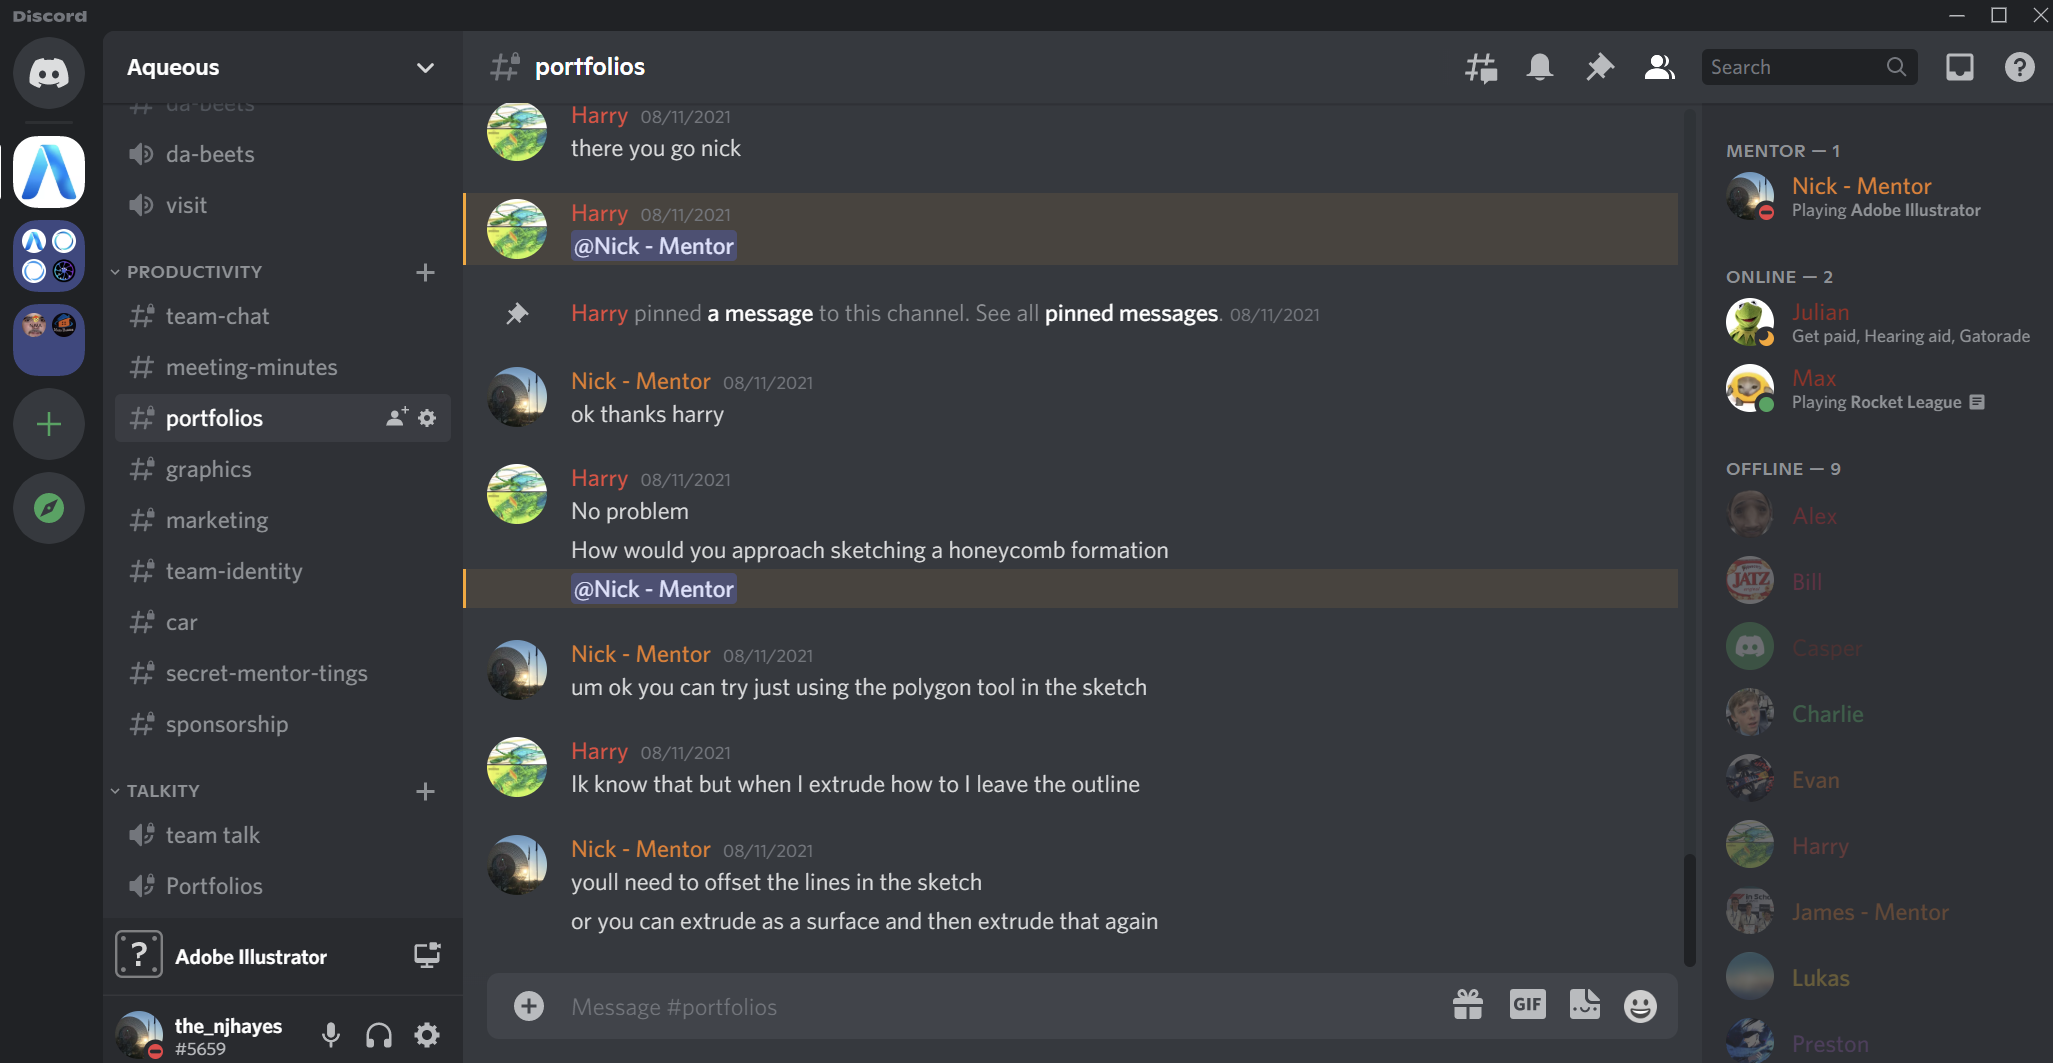 Discord
Aqueous
da-beets
da-beets
visit
PRODUCTIVITY
team-chat
meeting-minutes
portfolios
graphics
marketing
team-identity
car
secret-mentor-tings
sponsorship
TALKITY
team talk
Portfolios
?
Adobe Illustrator
the_njhayes
#5659
portfolios
Search
Harry 08/11/2021
there you go nick
Harry 08/11/2021
@Nick - Mentor
Harry pinned a message to this channel. See all pinned messages. 08/11/2021
Nick - Mentor 08/11/2021
ok thanks harry
Harry 08/11/2021
No problem
How would you approach sketching a honeycomb formation
@Nick - Mentor
Nick - Mentor 08/11/2021
um ok you can try just using the polygon tool in the sketch
Harry 08/11/2021
Ik know that but when I extrude how to I leave the outline
Nick - Mentor 08/11/2021
youll need to offset the lines in the sketch
or you can extrude as a surface and then extrude that again
Message #portfolios
GIF
MENTOR — 1
Nick - Mentor
Playing Adobe Illustrator
ONLINE — 2
Julian
Get paid, Hearing aid, Gatorade
Max
Playing Rocket League
OFFLINE — 9
Alex
JATZ
Bill
Casper
Charlie
Evan
Harry
James - Mentor
Lukas
Preston